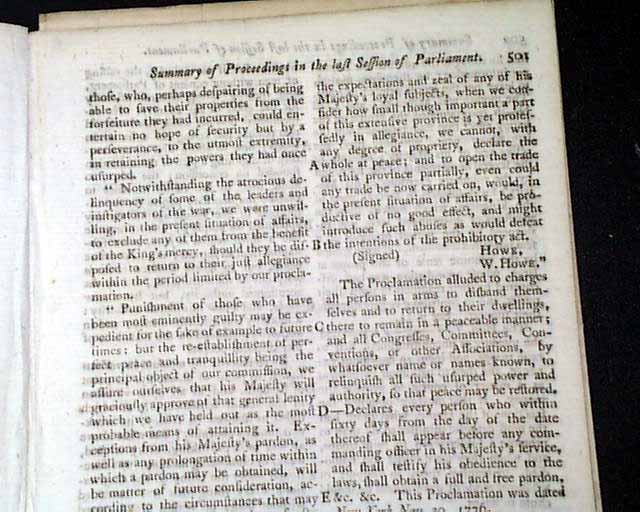 Summary of Proceedings in the laſt Seſſion of Parliament. 501
thoſe, who, perhaps deſpairing of being
able to ſave their properties from the
forfeiture they had incurred, could en-
tertain no hope of ſecurity but by a
perſeverance, to the utmoſt extremity,
in retaining the powers they had once
uſurped.
" Notwithſtanding the atrocious de-
linquency of ſome of the leaders and
inſtigators of the war, we were unwil-
ling, in the preſent ſituation of affairs,
to exclude any of them from the benefit
of the King's mercy, ſhould they be diſ-
poſed to return to their juſt allegiance
within the period limited by our procla-
mation.
" Puniſhment of thoſe who have
been moſt eminently guilty may be ex-
pedient for the ſake of example to future
times; but the re-eſtabliſhment of per-
fect peace and tranquillity being the
principal object of our commiſſion, we
aſſure ourſelves that his Majeſty will
graciouſly approve of that general lenity
which we have held out as the moſt
probable means of attaining it. Ex-
ceptions from his Majeſty's pardon, as
well as any prolongation of time within
which a pardon may be obtained, will
be matter of future conſideration, ac-
cording to the circumſtances that may
the expectations and zeal of any of his
Majeſty's loyal ſubjects, when we con-
ſider how ſmall though important a part
of this extenſive province is yet profeſ-
ſedly in allegiance, we cannot, with
any degree of propriety, declare the
A whole at peace; and to open the trade
of this province partially, even could
any trade be now carried on, would, in
the preſent ſituation of affairs, be pro-
ductive of no good effect, and might
introduce ſuch abuſes as would defeat
B the intentions of the prohibitory act.
(Signed) Howe,
W. Howe."
The Proclamation alluded to charges
all perſons in arms to diſband them-
ſelves and to return to their dwellings,
C there to remain in a peaceable manner;
and all Congreſſes, Committees, Con-
ventions, or other Aſſociations, by
whatſoever name or names known, to
relinquiſh all ſuch uſurped power and
authority, ſo that peace may be reſtored.
D —Declares every perſon who within
ſixty days from the day of the date
thereof ſhall appear before any com-
manding officer in his Majeſty's ſervice,
and ſhall teſtify his obedience to the
laws, ſhall obtain a full and free pardon,
E &c. &c. This Proclamation was dated
New York Nov. 30, 1776.